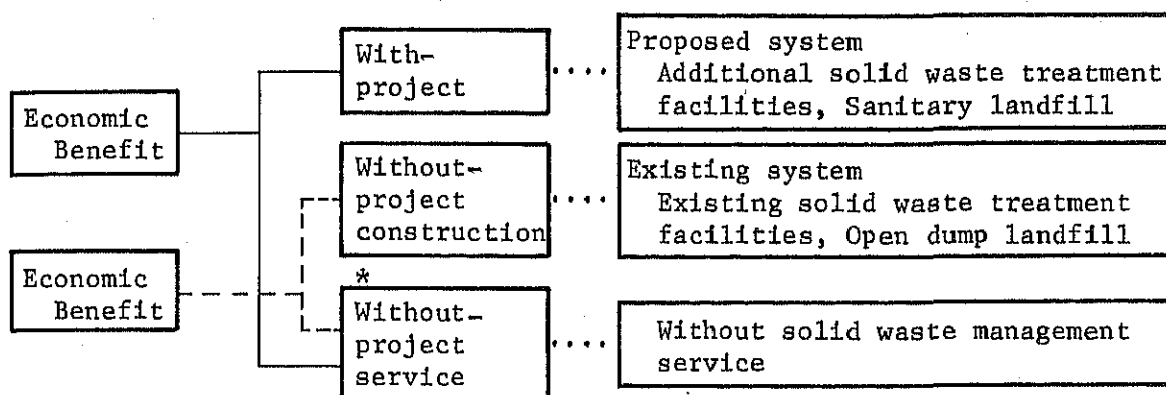 Economic
Benefit
Economic
Benefit
With-
project
Without-
project
construction
*
Without-
project
service
Proposed system
Additional solid waste treatment
facilities, Sanitary landfill
Existing system
Existing solid waste treatment
facilities, Open dump landfill
Without solid waste management
service